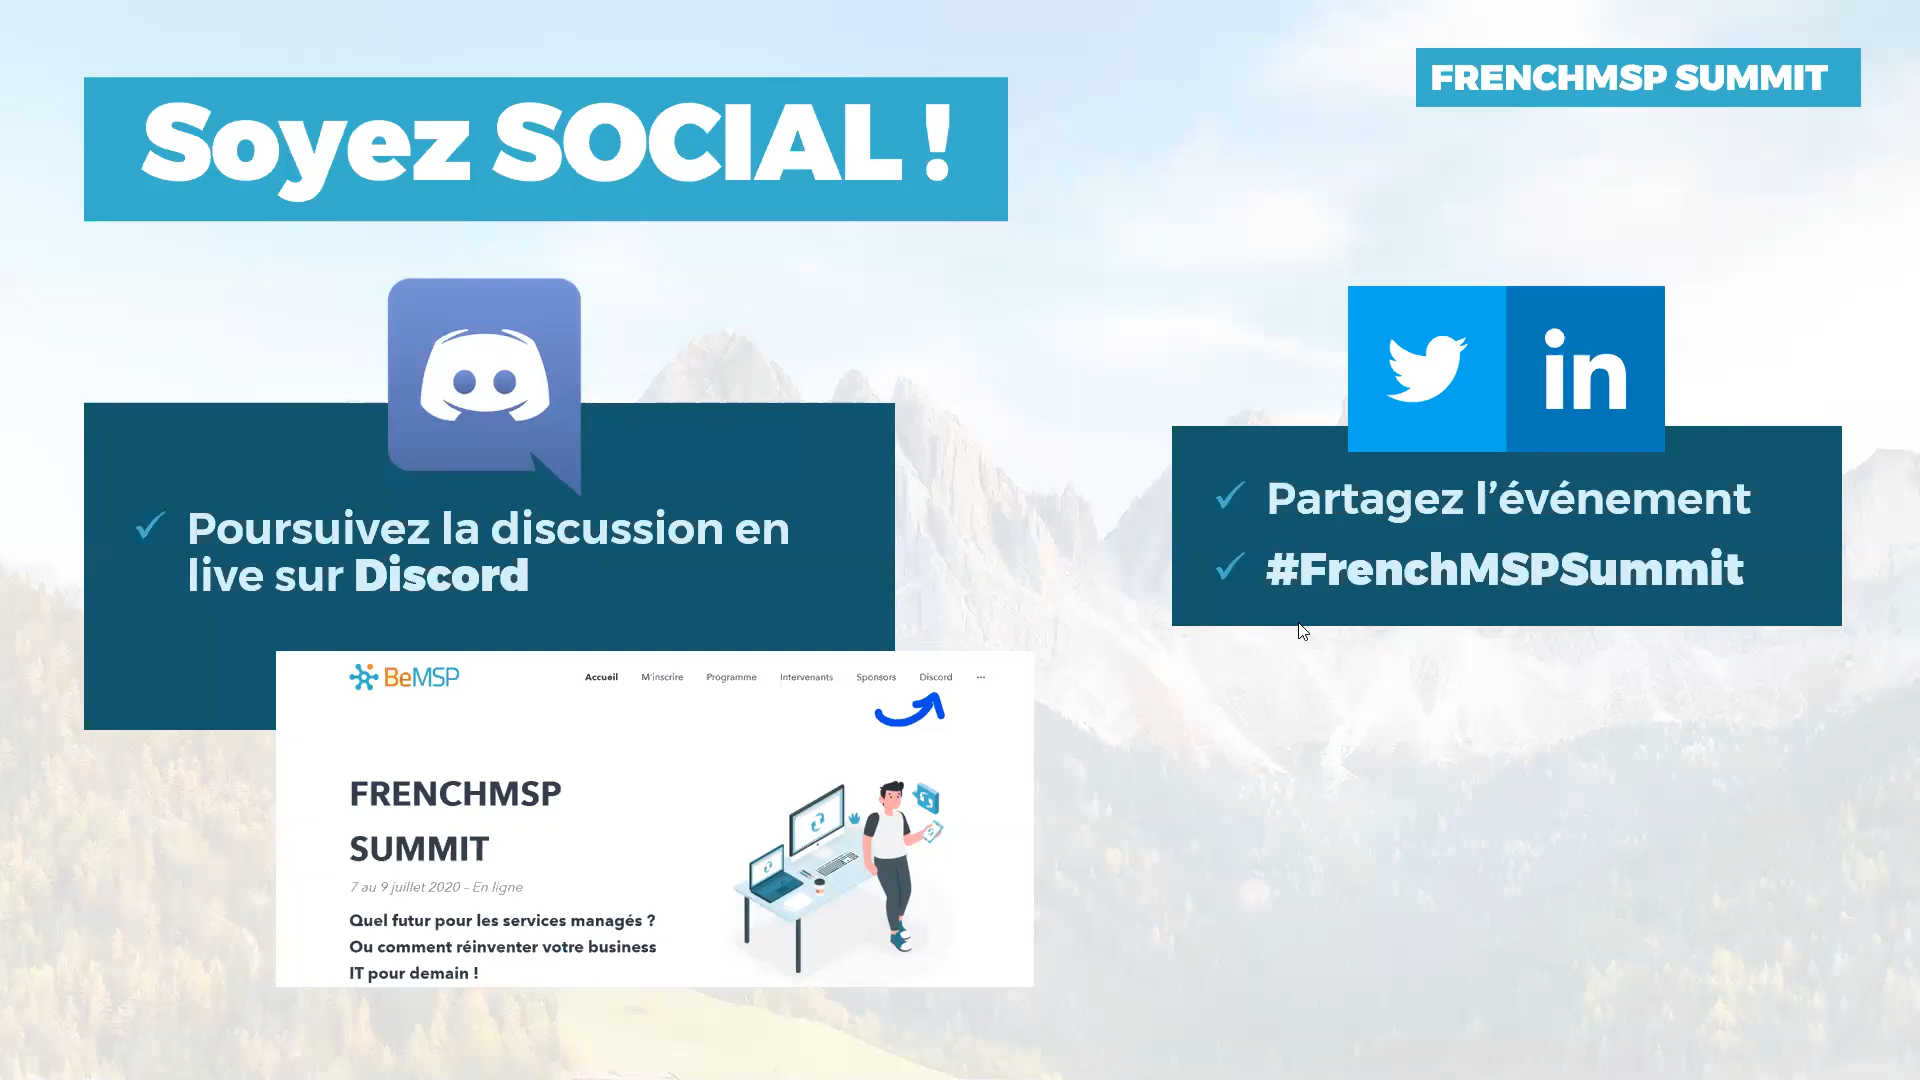 FRENCHMSP SUMMIT
Soyez SOCIAL !
in
Poursuivez la discussion en
live sur Discord
Partagez l’événement
#FrenchMSPSummit
BeMSP
Accueil M'inscrire Programme Intervenants Sponsors Discord ...
FRENCHMSP
SUMMIT
7 au 9 juillet 2020 – En ligne
Quel futur pour les services managés ?
Ou comment réinventer votre business
IT pour demain !